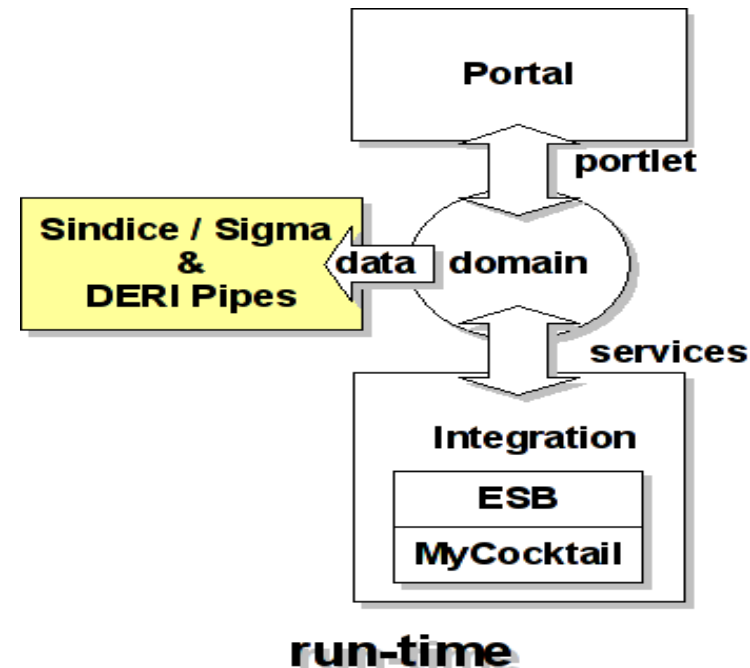 Portal
portlet
Sindice / Sigma
&
DERI Pipes
data
domain
services
Integration
ESB
MyCocktail
run-time